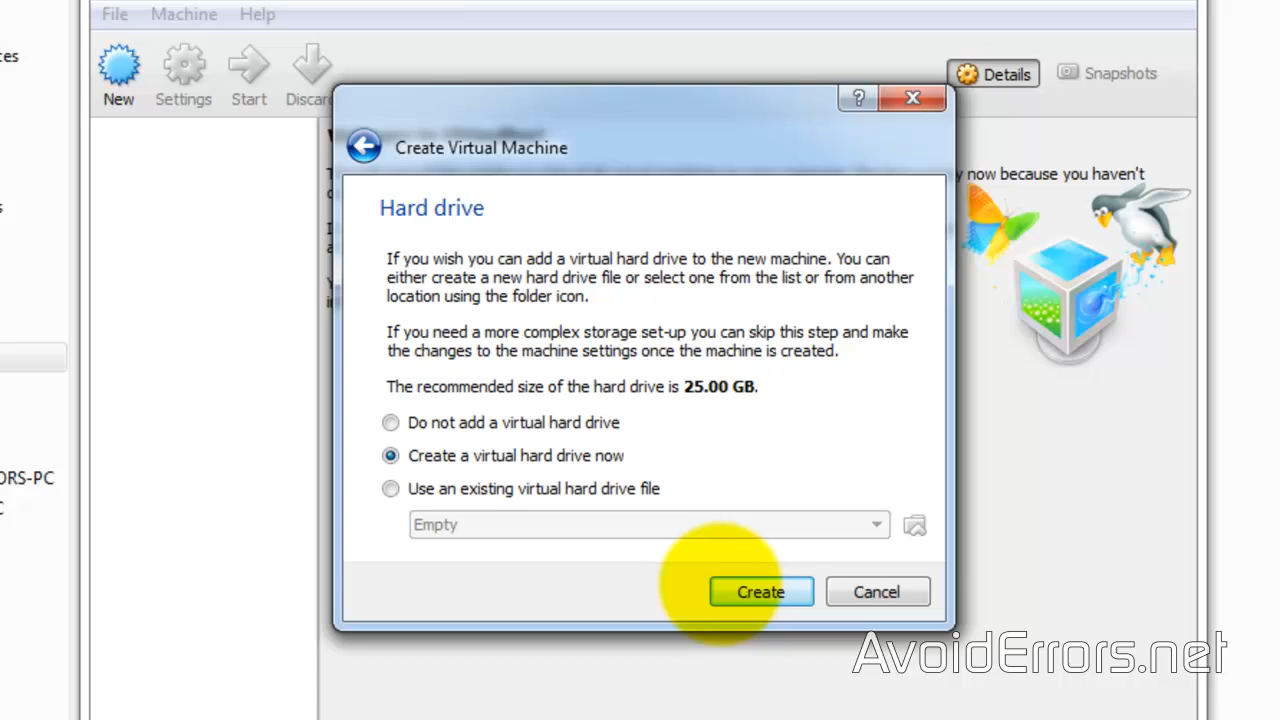 File Machine Help
ces
New Settings Start Discard
Details Snapshots
Create Virtual Machine
y now because you haven't
Hard drive
If you wish you can add a virtual hard drive to the new machine. You can
either create a new hard drive file or select one from the list or from another
location using the folder icon.
If you need a more complex storage set-up you can skip this step and make
the changes to the machine settings once the machine is created.
The recommended size of the hard drive is 25.00 GB.
Do not add a virtual hard drive
Create a virtual hard drive now
Use an existing virtual hard drive file
ORS-PC
Empty
Create Cancel
AvoidErrors.net